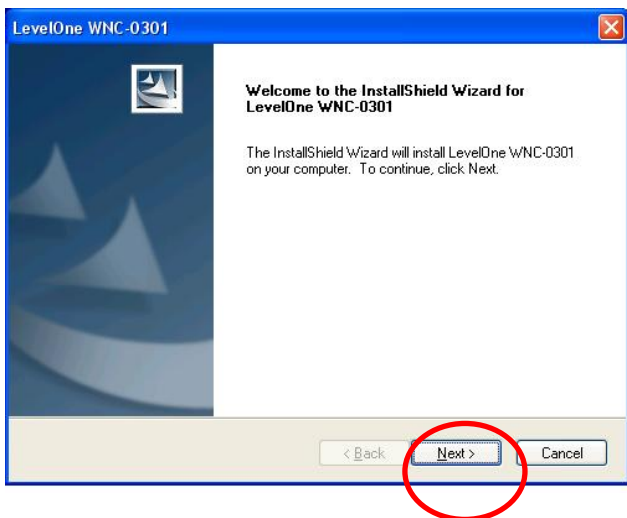 LevelOne WNC-0301
Welcome to the InstallShield Wizard for
LevelOne WNC-0301
The InstallShield Wizard will install LevelOne WNC-0301
on your computer.  To continue, click Next.
< Back Next > Cancel